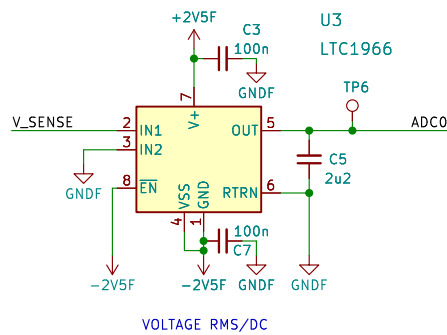 +2V5F
C3
100n
GNDF
U3
LTC1966
TP6
V_SENSE
ADC0
7
V+
2
IN1
3
IN2
8
EN
OUT
5
RTRN
6
VSS
GND
4
1
C5
2u2
GNDF
100n
C7
-2V5F
-2V5F
GNDF
GNDF
VOLTAGE RMS/DC